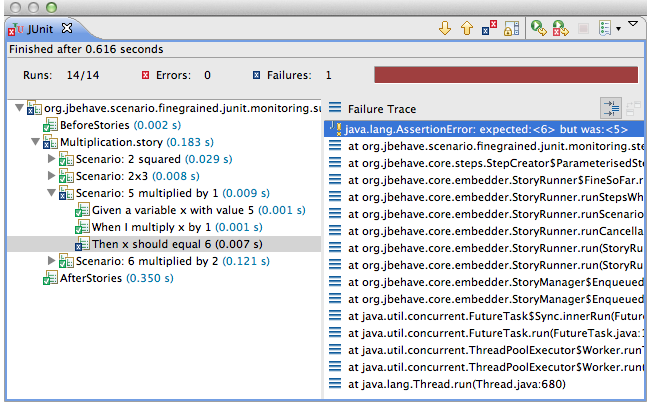 JUnit
Finished after 0.616 seconds
Runs: 14/14 Errors: 0 Failures: 1
org.jbehave.scenario.finegrained.junit.monitoring.su
BeforeStories (0.002 s)
Multiplication.story (0.183 s)
Scenario: 2 squared (0.029 s)
Scenario: 2x3 (0.008 s)
Scenario: 5 multiplied by 1 (0.009 s)
Given a variable x with value 5 (0.001 s)
When I multiply x by 1 (0.001 s)
Then x should equal 6 (0.007 s)
Scenario: 6 multiplied by 2 (0.121 s)
AfterStories (0.350 s)
Failure Trace
java.lang.AssertionError: expected:<6> but was:<5>
at org.jbehave.scenario.finegrained.junit.monitoring.ste
at org.jbehave.core.steps.StepCreator$ParameterisedSte
at org.jbehave.core.embedder.StoryRunner$FineSoFar.r
at org.jbehave.core.embedder.StoryRunner.runStepsWh
at org.jbehave.core.embedder.StoryRunner.runScenario
at org.jbehave.core.embedder.StoryRunner.runCancella
at org.jbehave.core.embedder.StoryRunner.run(StoryRu
at org.jbehave.core.embedder.StoryRunner.run(StoryRu
at org.jbehave.core.embedder.StoryManager$Enqueued
at org.jbehave.core.embedder.StoryManager$Enqueued
at java.util.concurrent.FutureTask$Sync.innerRun(Futur
at java.util.concurrent.FutureTask.run(FutureTask.java:1
at java.util.concurrent.ThreadPoolExecutor$Worker.runT
at java.util.concurrent.ThreadPoolExecutor$Worker.run(
at java.lang.Thread.run(Thread.java:680)